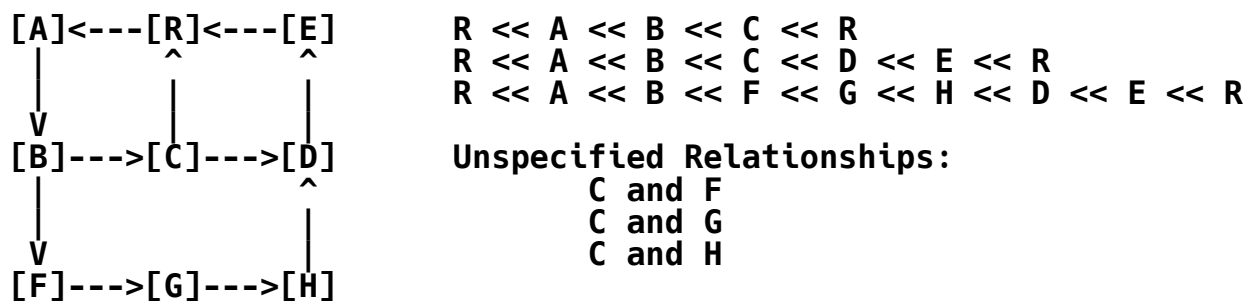 [A]<---[R]<---[E]       R << A << B << C << R
 |      ^      ^        R << A << B << C << D << E << R
 |      |      |        R << A << B << F << G << H << D << E << R
 V      |      |
[B]--->[C]--->[D]       Unspecified Relationships:
 |             ^               C and F
 |             |               C and G
 V             |               C and H
[F]--->[G]--->[H]